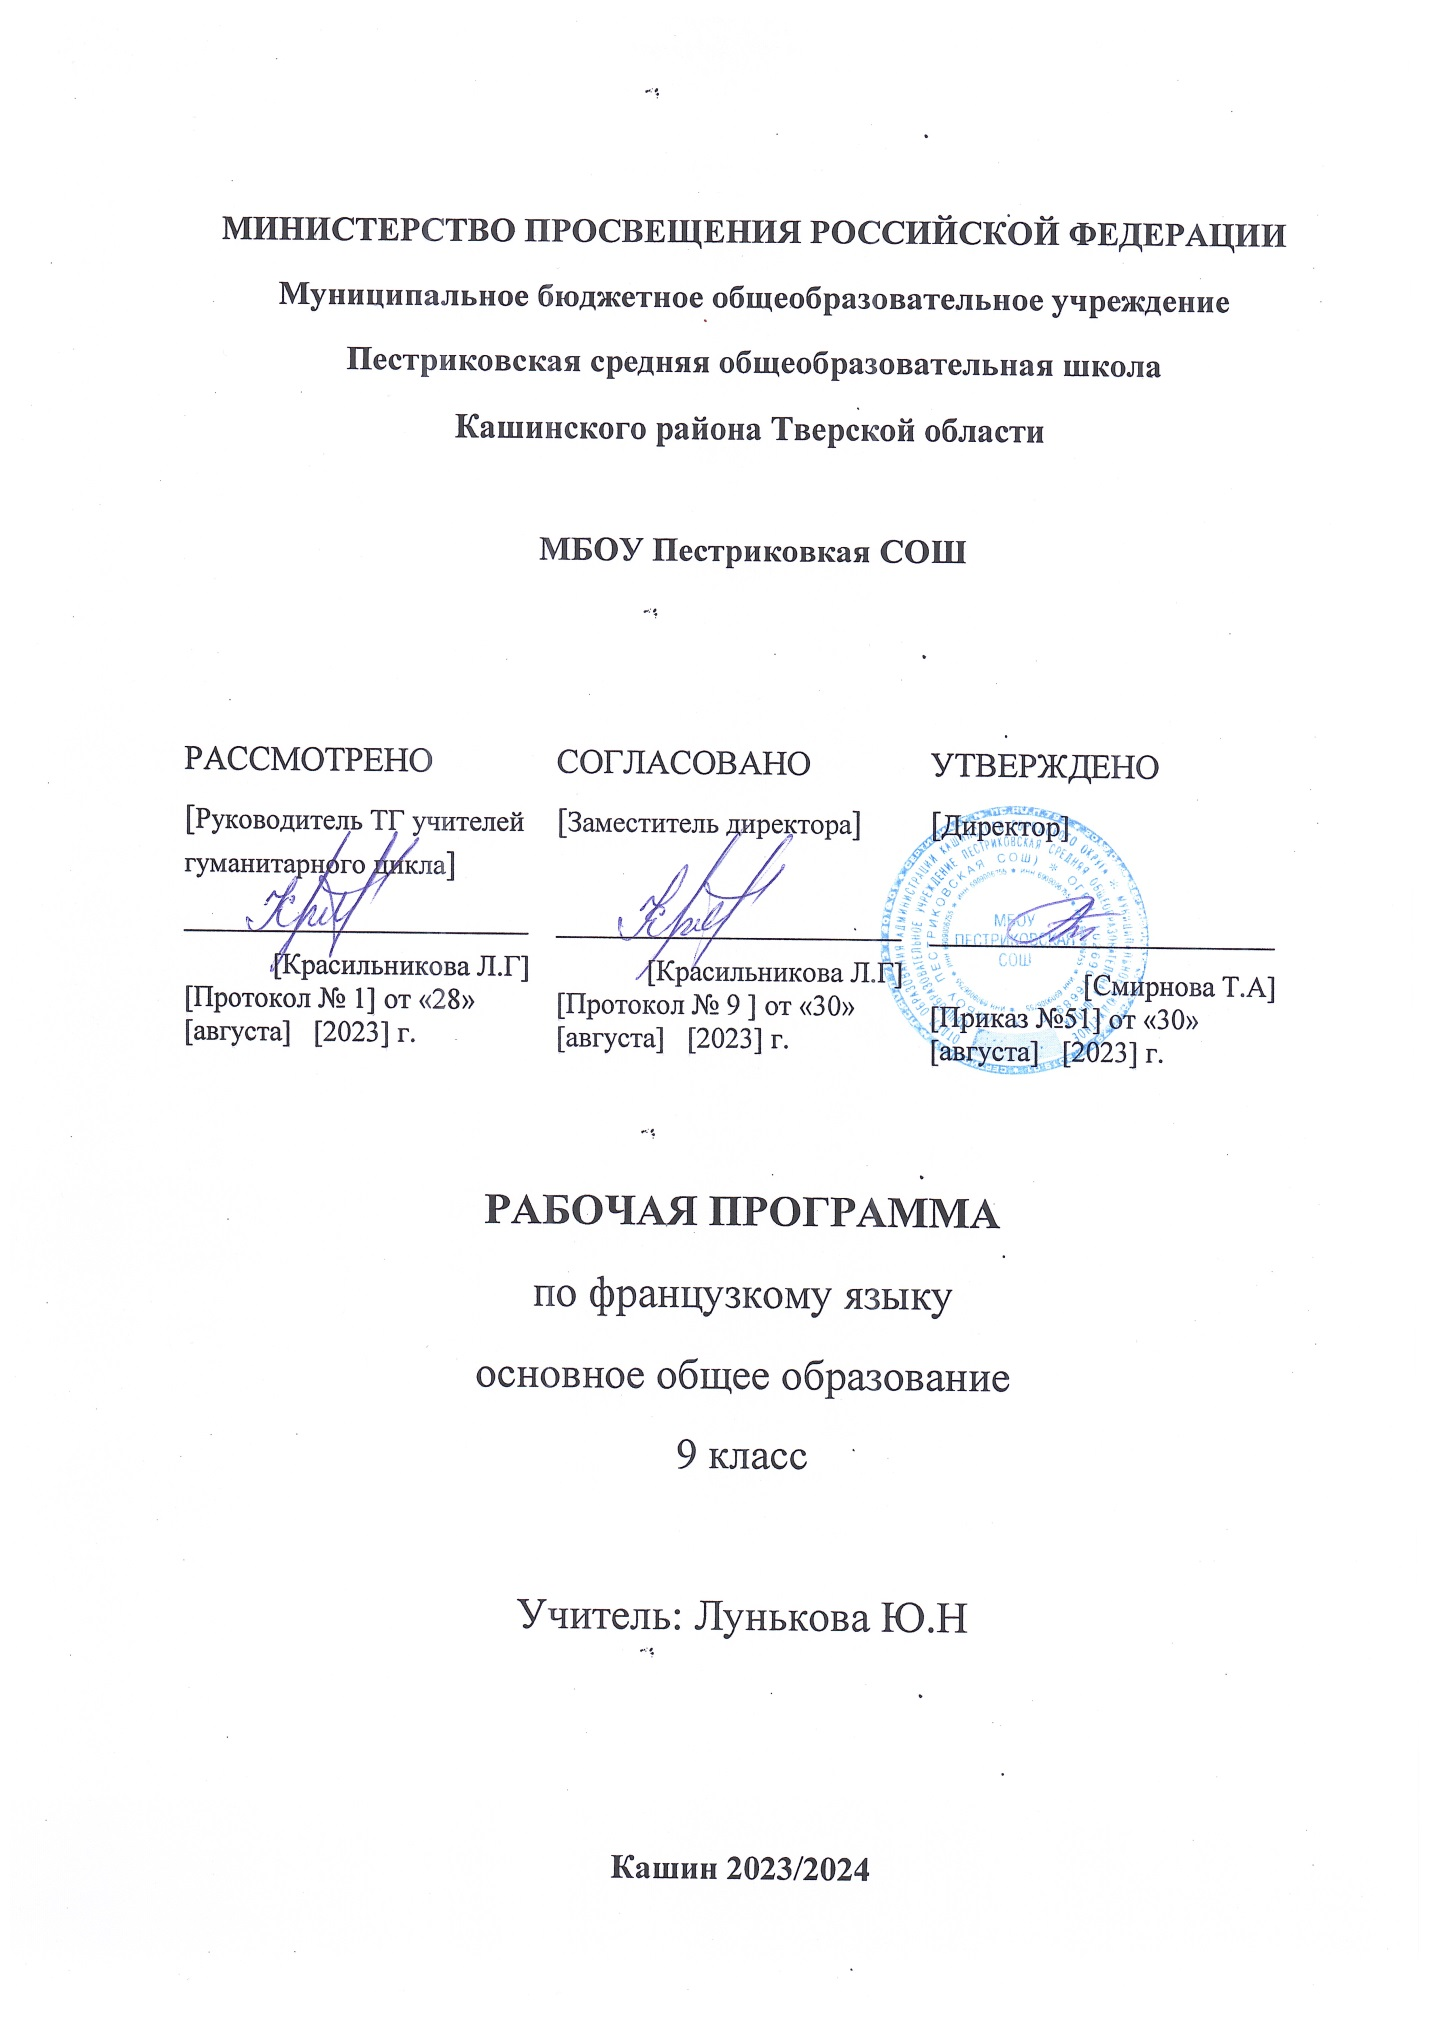 МИНИСТЕРСТВО ПРОСВЕЩЕНИЯ РОССИЙСКОЙ ФЕДЕРАЦИИ
Муниципальное бюджетное общеобразовательное учреждение
Пестриковская средняя общеобразовательная школа
Кашинского района Тверской области
МБОУ Пестриковкая СОШ
РАССМОТРЕНО
[Руководитель ТГ учителей
гуманитарного цикла]
[Красильникова Л.Г]
[Протокол № 1] от «28»
[августа] [2023] г.
СОГЛАСОВАНО
[Заместитель директора]
[Красильникова Л.Г]
[Протокол № 9 ] от «30»
[августа] [2023] г.
УТВЕРЖДЕНО
[Директор]
МБОУ
ПЕСТРИКОВСКАЯ
СОШ
[Смирнова Т.А]
[Приказ №51] от «30»
[августа] [2023] г.
РАБОЧАЯ ПРОГРАММА
по французкому языку
основное общее образование
9 класс
Учитель: Лунькова Ю.Н
Кашин 2023/2024